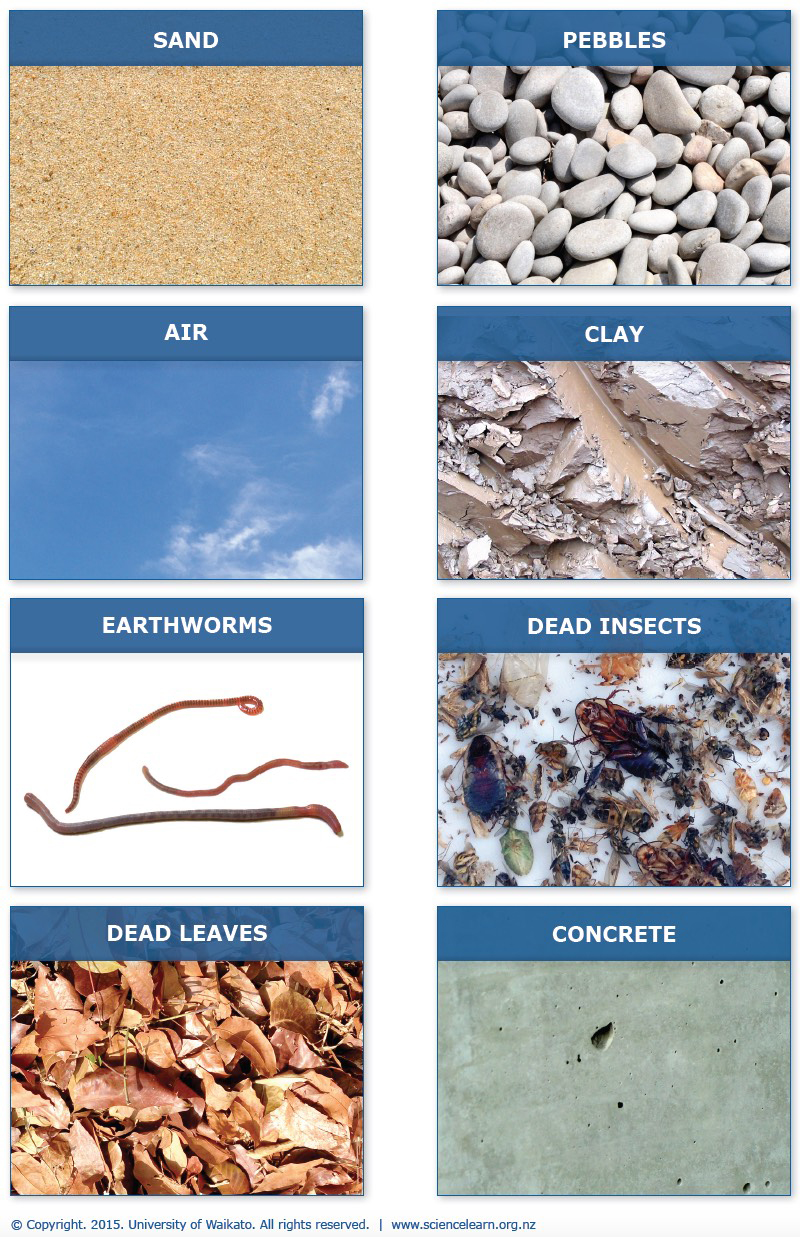 SAND
PEBBLES
AIR
CLAY
EARTHWORMS
DEAD INSECTS
DEAD LEAVES
CONCRETE
© Copyright. 2015. University of Waikato. All rights reserved. | www.sciencelearn.org.nz